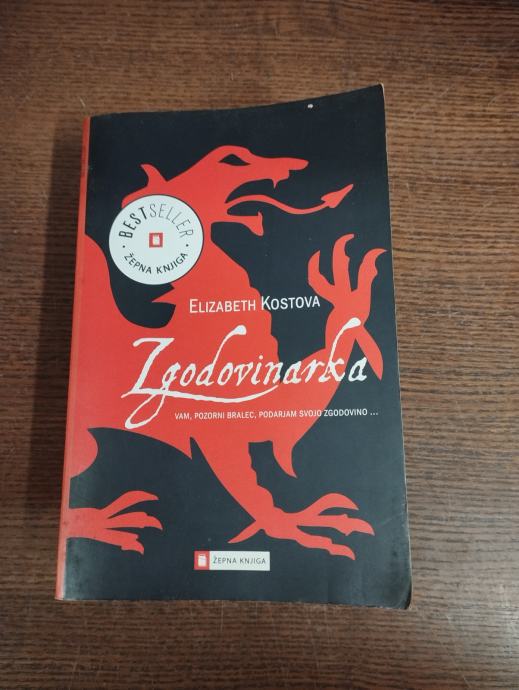 BESTSELLER
ŽEPNA KNJIGA
ELIZABETH KOSTOVA
Zgodovinarka
VAM, POZORNI BRALEC, PODARJAM SVOJO ZGODOVINO ...
ŽEPNA KNJIGA